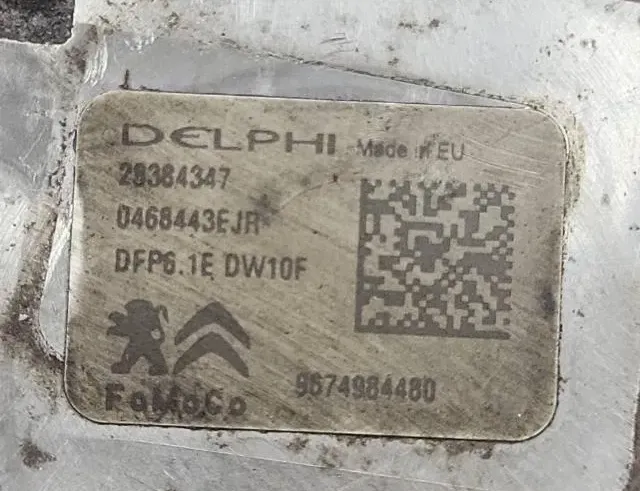 DELPHI Made in EU
28384347
0468443EJR
DFP6.1E DW10F
FoMoCo
9674984480